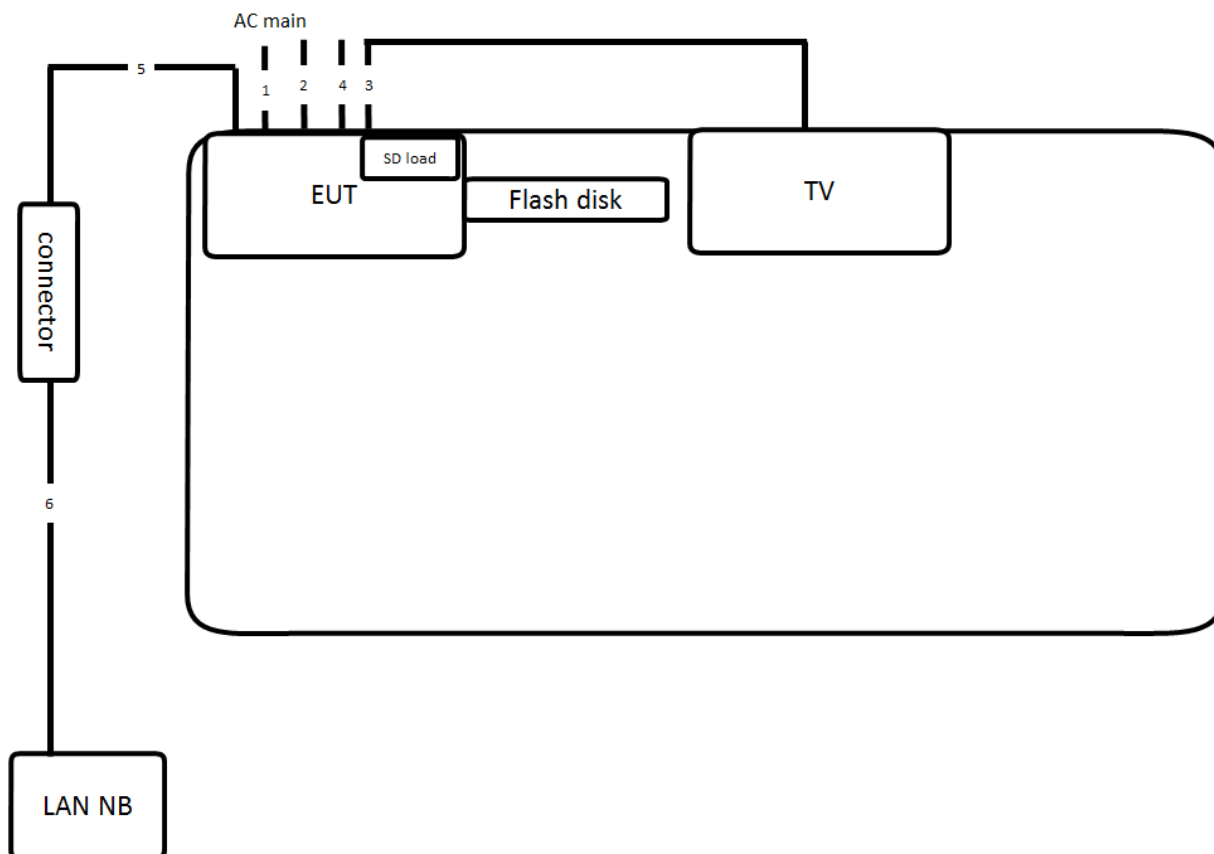 AC main
5
1
2
4
3
SD load
EUT
Flash disk
TV
connector
6
LAN NB